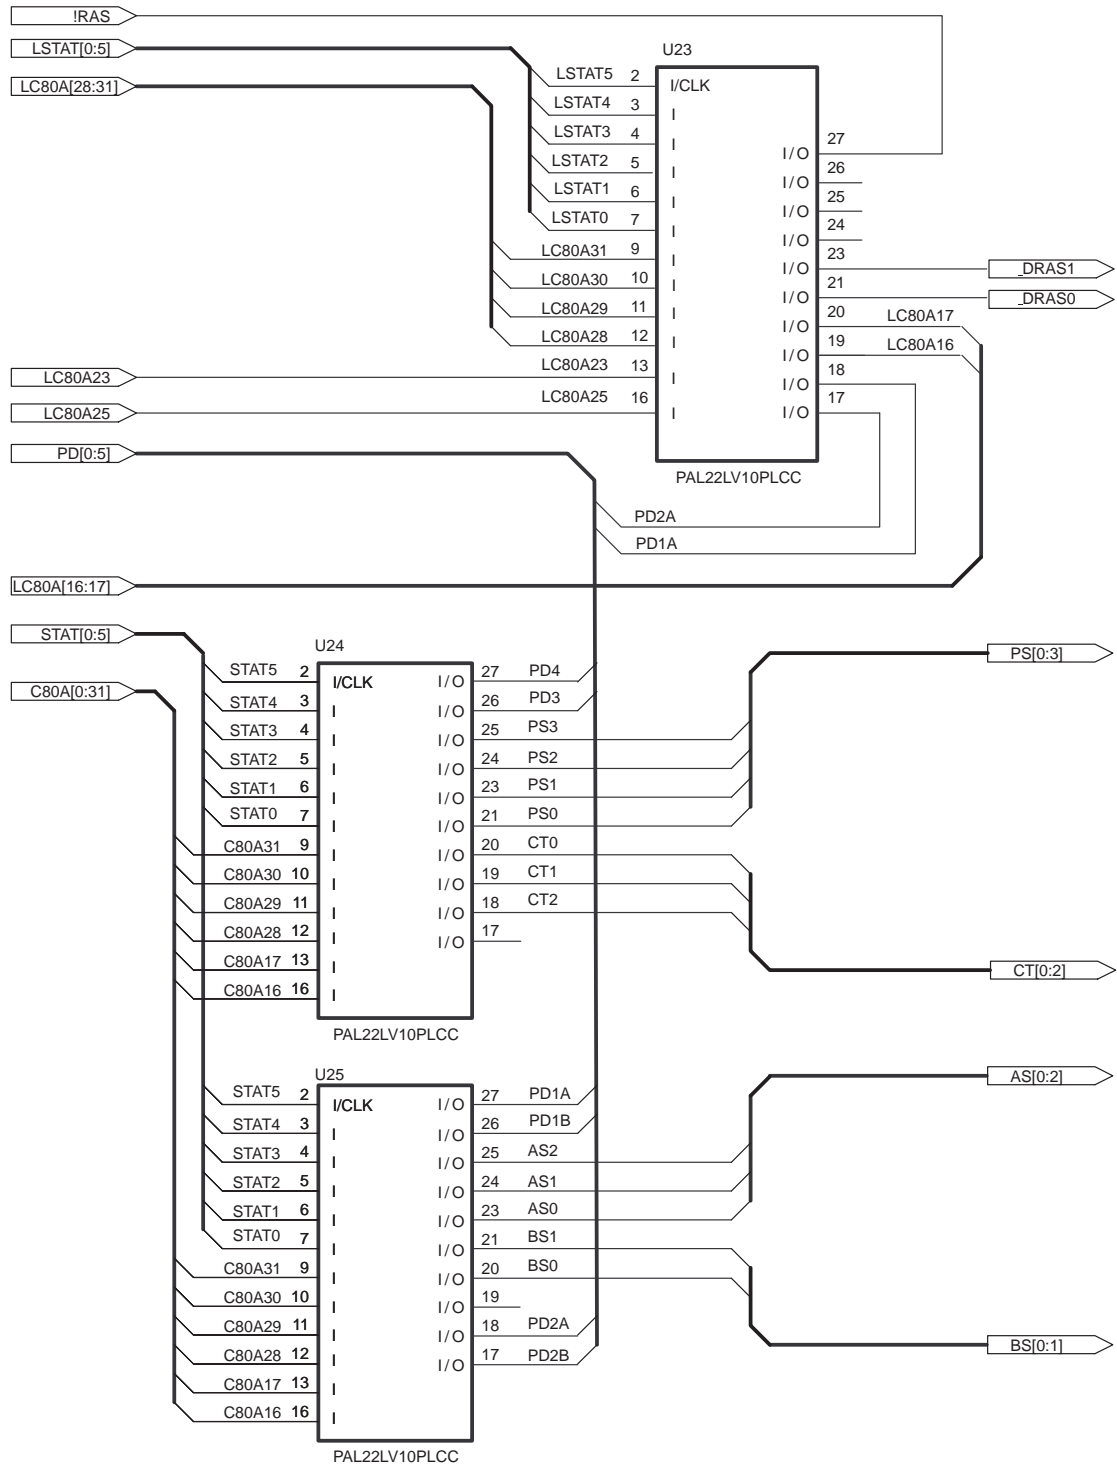 !RAS
LSTAT[0:5]
LC80A[28:31]
LC80A23
LC80A25
PD[0:5]
LC80A[16:17]
STAT[0:5]
C80A[0:31]
U23
LSTAT5 2 I/CLK
LSTAT4 3 I
LSTAT3 4 I
LSTAT2 5 I
LSTAT1 6 I
LSTAT0 7 I
LC80A31 9 I
LC80A30 10 I
LC80A29 11 I
LC80A28 12 I
LC80A23 13 I
LC80A25 16 I
I/O 27
I/O 26
I/O 25
I/O 24
I/O 23 _DRAS1
I/O 21 _DRAS0
I/O 20 LC80A17
I/O 19 LC80A16
I/O 18
I/O 17
PAL22LV10PLCC
PD2A
PD1A
U24
STAT5 2 I/CLK I/O 27 PD4
STAT4 3 I I/O 26 PD3
STAT3 4 I I/O 25 PS3
STAT2 5 I I/O 24 PS2
STAT1 6 I I/O 23 PS1
STAT0 7 I I/O 21 PS0
C80A31 9 I I/O 20 CT0
C80A30 10 I I/O 19 CT1
C80A29 11 I I/O 18 CT2
C80A28 12 I I/O 17
C80A17 13 I
C80A16 16 I
PAL22LV10PLCC
PS[0:3]
CT[0:2]
U25
STAT5 2 I/CLK I/O 27 PD1A
STAT4 3 I I/O 26 PD1B
STAT3 4 I I/O 25 AS2
STAT2 5 I I/O 24 AS1
STAT1 6 I I/O 23 AS0
STAT0 7 I I/O 21 BS1
C80A31 9 I I/O 20 BS0
C80A30 10 I I/O 19
C80A29 11 I I/O 18 PD2A
C80A28 12 I I/O 17 PD2B
C80A17 13 I
C80A16 16 I
PAL22LV10PLCC
AS[0:2]
BS[0:1]